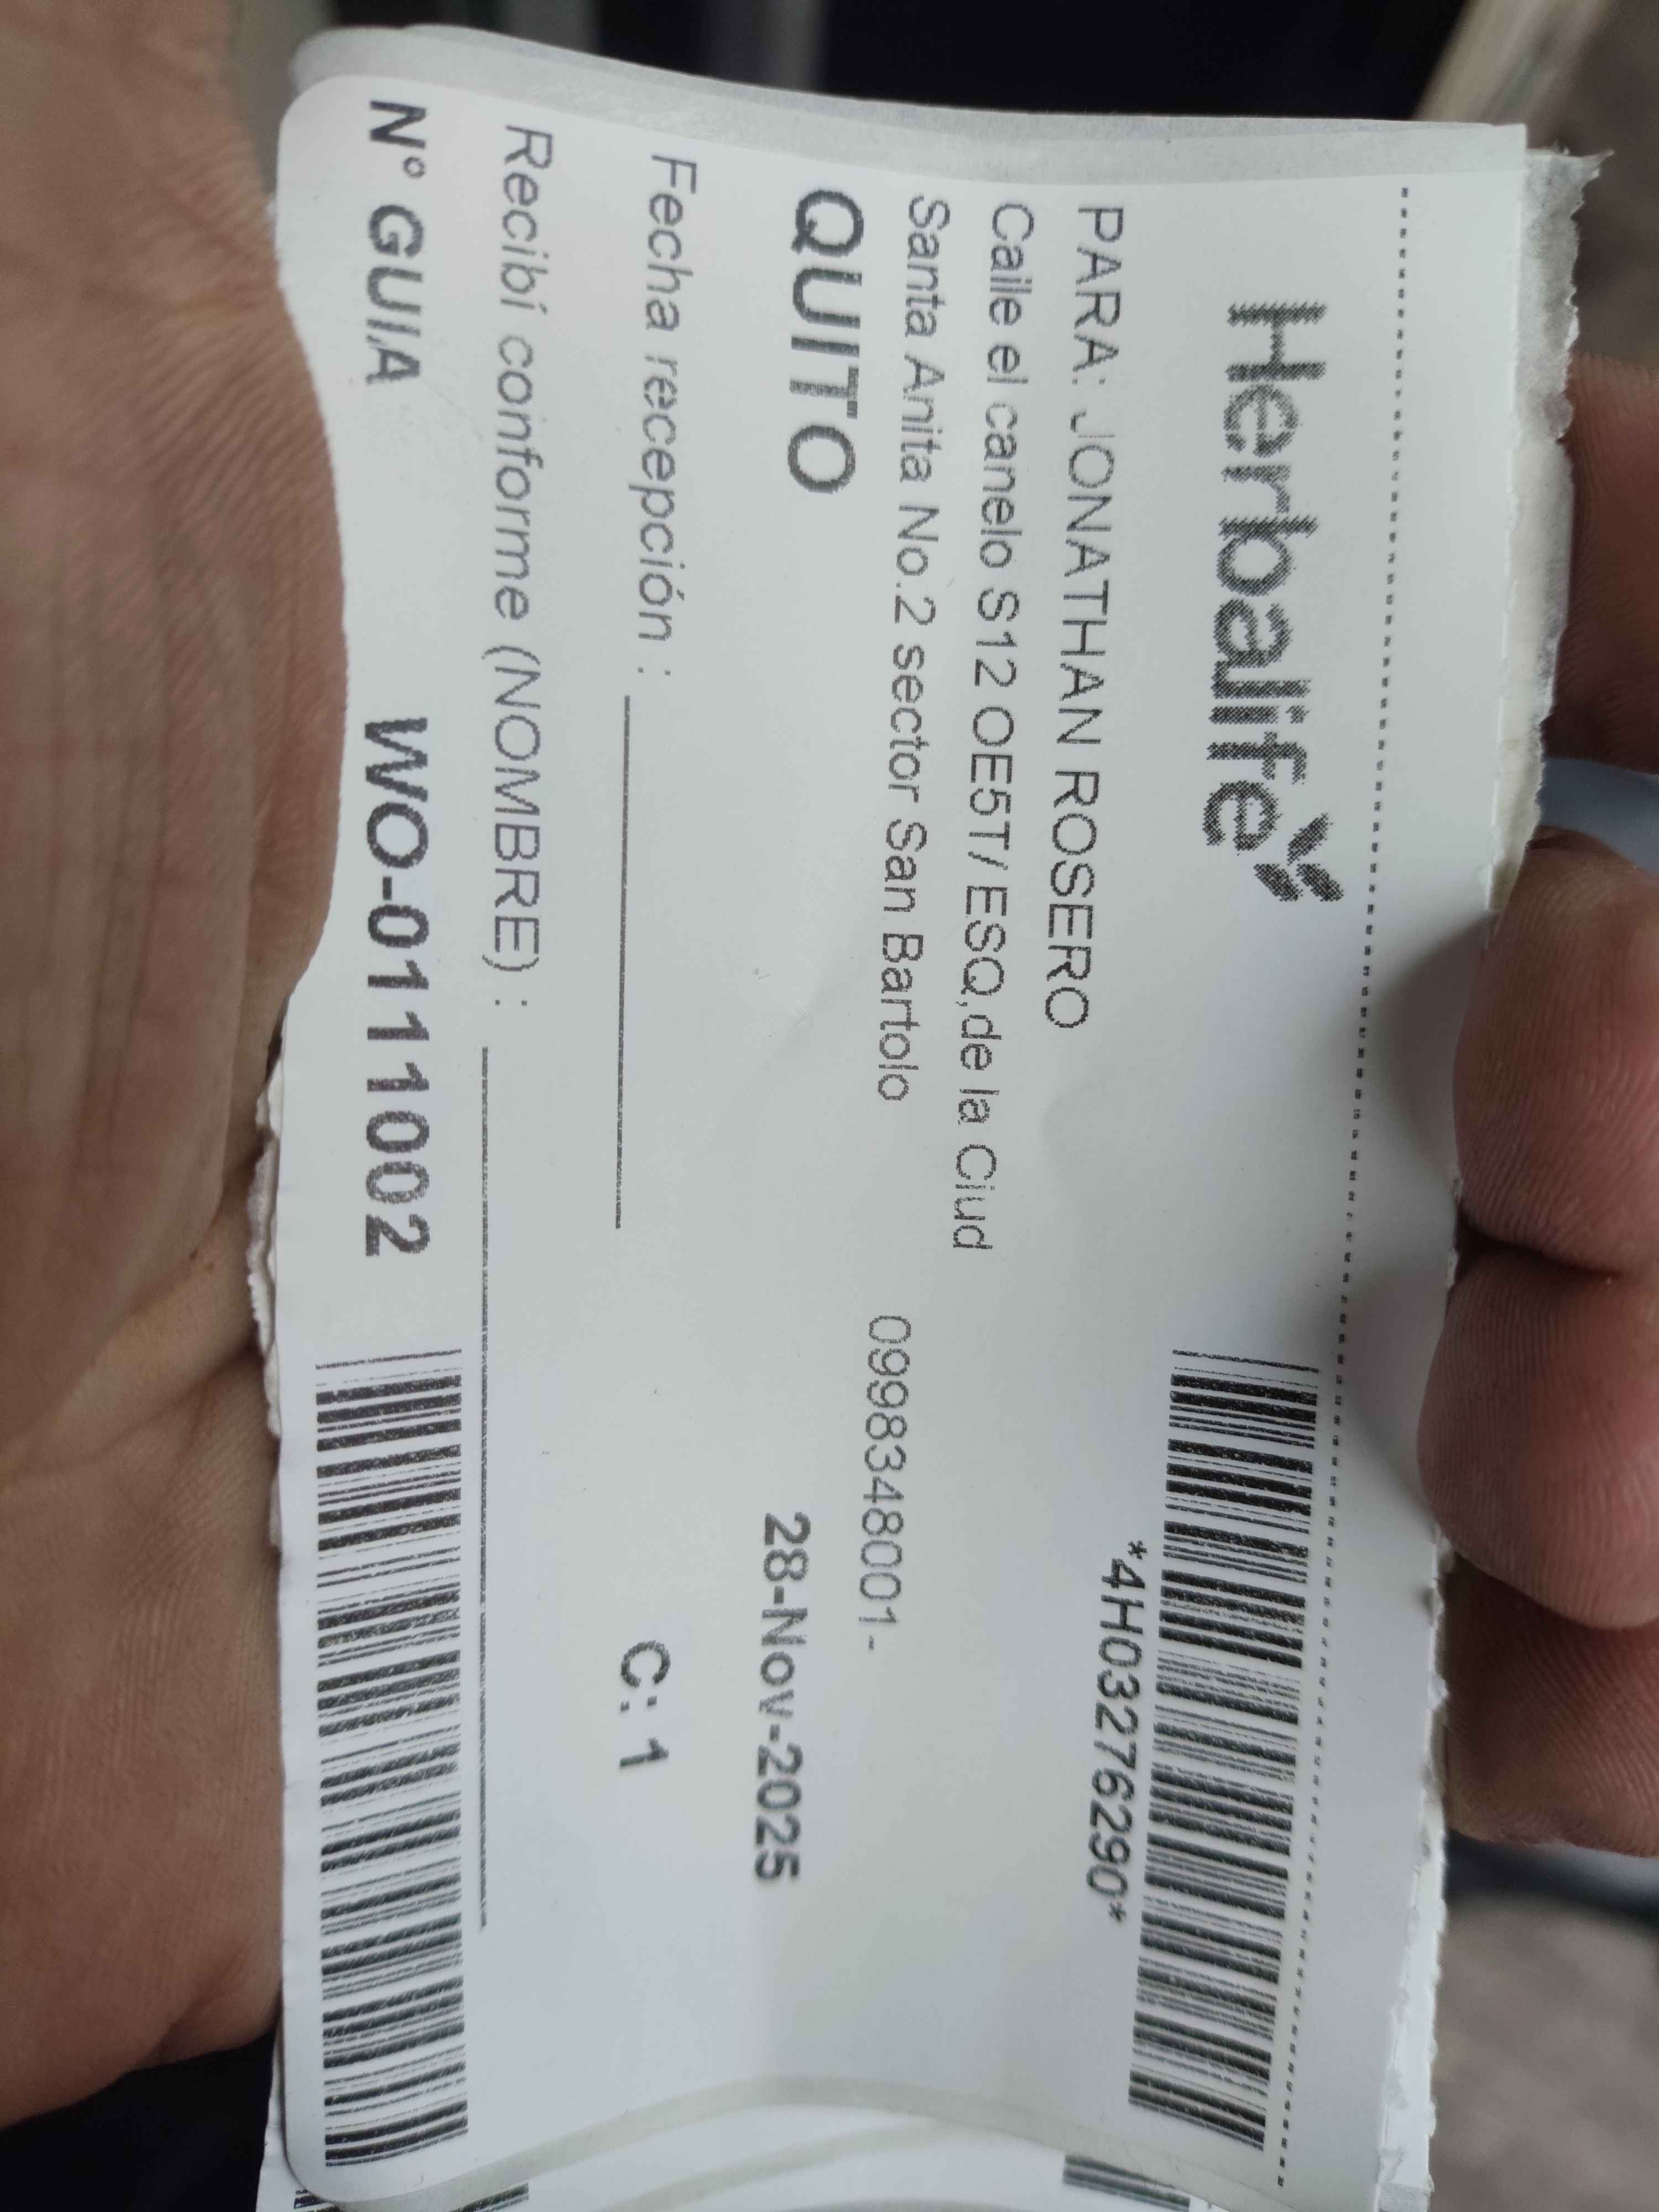 Herbalife
*4H03276290*
PARA: JONATHAN ROSERO
Calle el canelo S12 OE5T/ ESQ,de la Ciud
Santa Anita No.2 sector San Bartolo
0998348001-
QUITO
28-Nov-2025
Fecha recepción :
C: 1
Recibí conforme (NOMBRE) :
N° GUIA WO-0111002